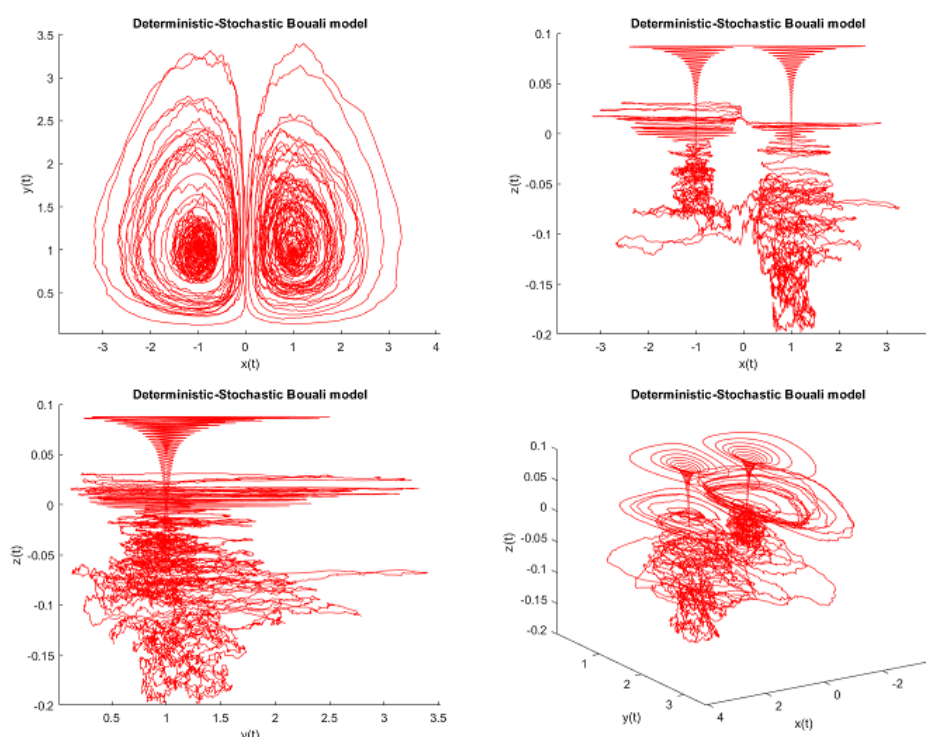 Deterministic-Stochastic Bouali model
3.5
3
2.5
2
1.5
1
0.5
y(t)
-3 -2 -1 0 1 2 3 4
x(t)
Deterministic-Stochastic Bouali model
0.1
0.05
0
-0.05
-0.1
-0.15
-0.2
z(t)
-3 -2 -1 0 1 2 3
x(t)
Deterministic-Stochastic Bouali model
0.1
0.05
0
-0.05
-0.1
-0.15
-0.2
z(t)
0.5 1 1.5 2 2.5 3 3.5
y(t)
Deterministic-Stochastic Bouali model
0.1
0.05
0
-0.05
-0.1
-0.15
-0.2
z(t)
1
2
3
y(t)
4 2 0 -2
x(t)